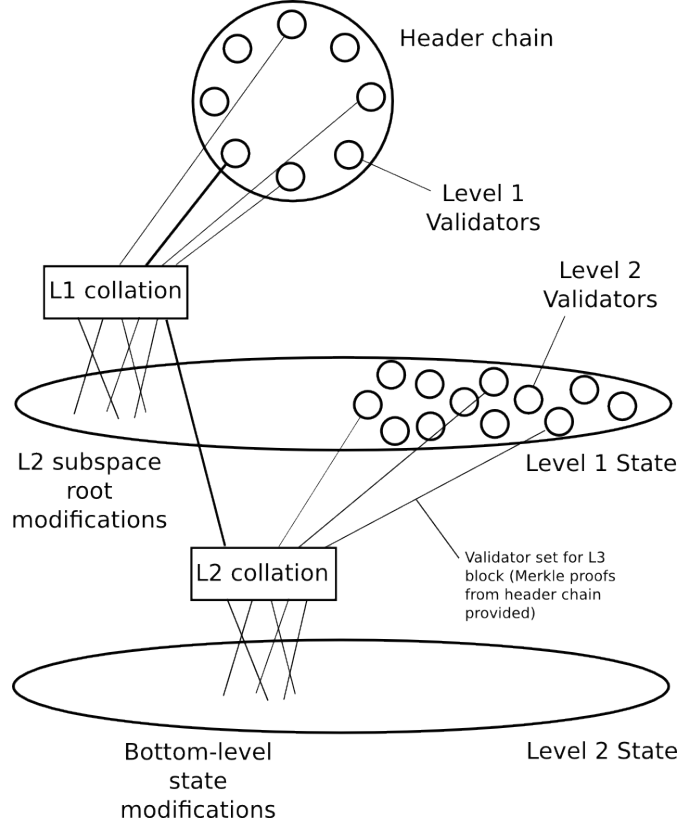 Header chain
Level 1
Validators
L1 collation
Level 2
Validators
L2 subspace
root
modifications
Level 1 State
L2 collation
Validator set for L3
block (Merkle proofs
from header chain
provided)
Bottom-level
state
modifications
Level 2 State